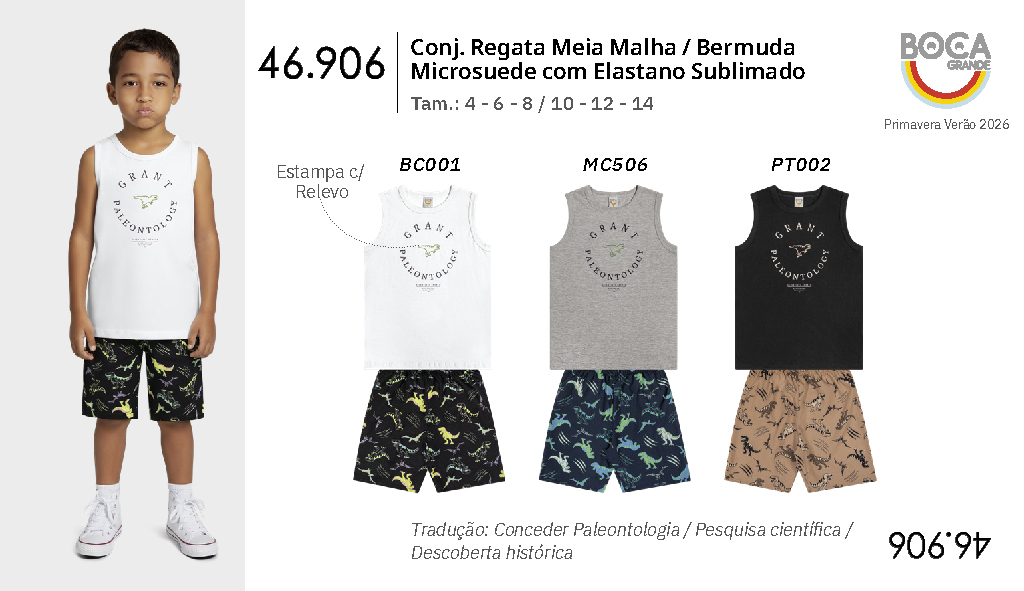 46.906
Conj. Regata Meia Malha / Bermuda
Microsuede com Elastano Sublimado
Tam.: 4 - 6 - 8 / 10 - 12 - 14
BOCA
GRANDE
Primavera Verão 2026
Estampa c/
Relevo
BC001
MC506
PT002
GRANT
PALEONTOLOGY
GRANT
PALEONTOLOGY
GRANT
PALEONTOLOGY
GRANT
PALEONTOLOGY
Tradução: Conceder Paleontologia / Pesquisa científica /
Descoberta histórica
46.906